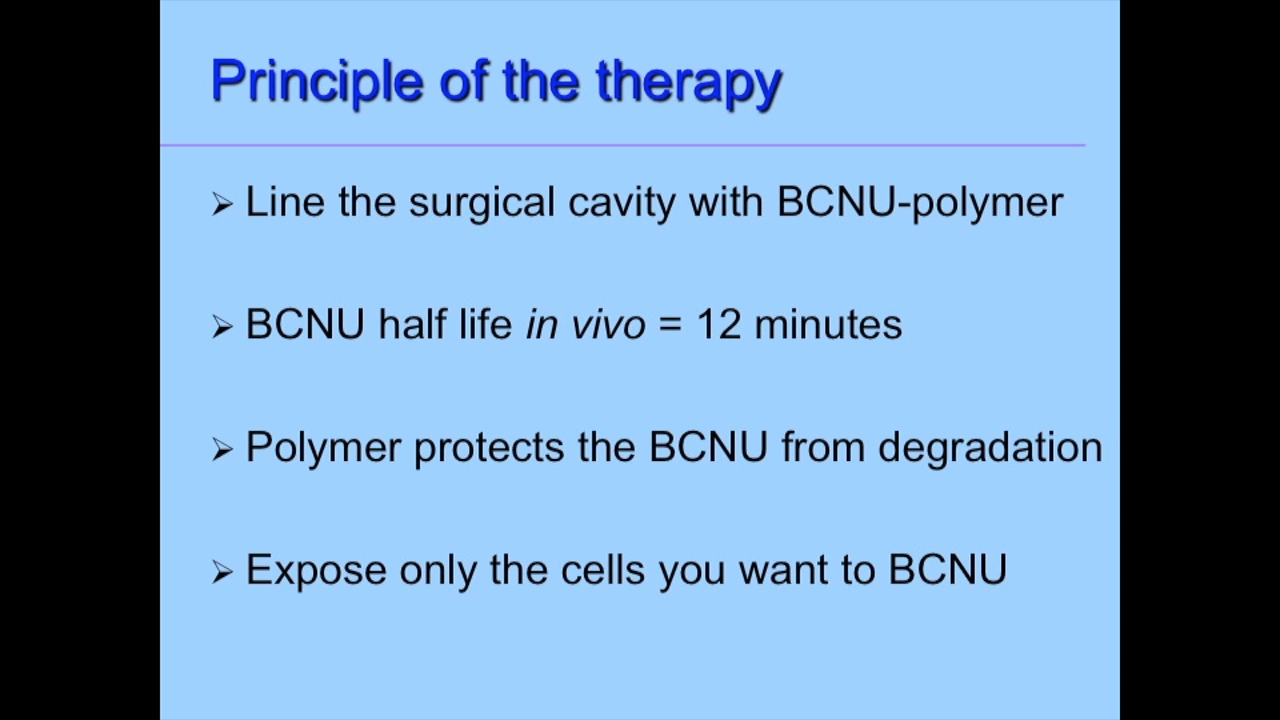 Principle of the therapy
➢ Line the surgical cavity with BCNU-polymer
➢ BCNU half life in vivo = 12 minutes
➢ Polymer protects the BCNU from degradation
➢ Expose only the cells you want to BCNU